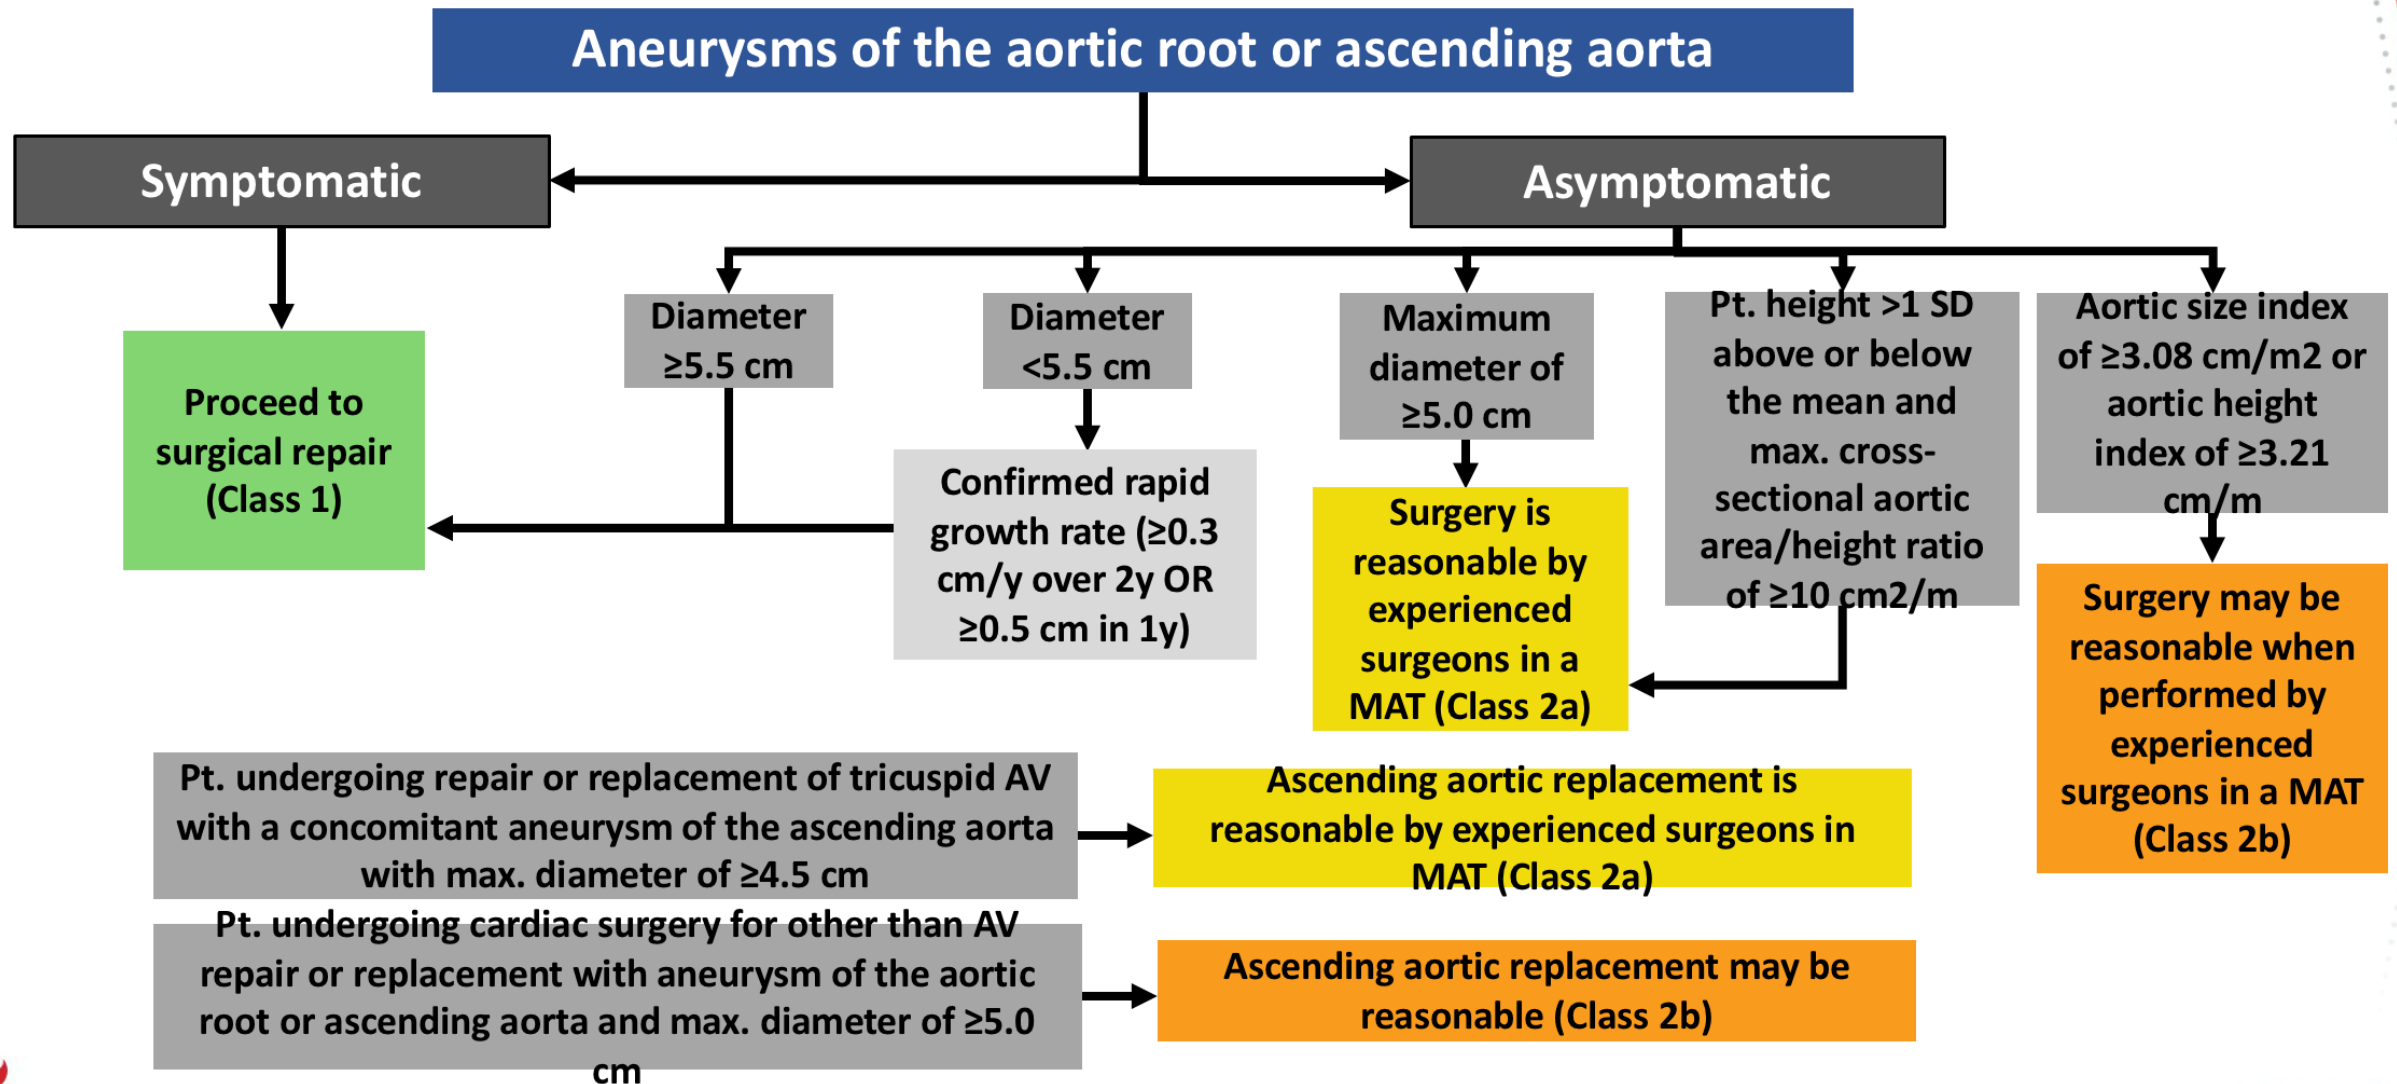 Aneurysms of the aortic root or ascending aorta
Symptomatic
Asymptomatic
Proceed to
surgical repair
(Class 1)
Diameter
≥5.5 cm
Diameter
<5.5 cm
Confirmed rapid
growth rate (≥0.3
cm/y over 2y OR
≥0.5 cm in 1y)
Maximum
diameter of
≥5.0 cm
Surgery is
reasonable by
experienced
surgeons in a
MAT (Class 2a)
Pt. height >1 SD
above or below
the mean and
max. cross-
sectional aortic
area/height ratio
of ≥10 cm2/m
Aortic size index
of ≥3.08 cm/m2 or
aortic height
index of ≥3.21
cm/m
Surgery may be
reasonable when
performed by
experienced
surgeons in a MAT
(Class 2b)
Pt. undergoing repair or replacement of tricuspid AV
with a concomitant aneurysm of the ascending aorta
with max. diameter of ≥4.5 cm
Ascending aortic replacement is
reasonable by experienced surgeons in
MAT (Class 2a)
Pt. undergoing cardiac surgery for other than AV
repair or replacement with aneurysm of the aortic
root or ascending aorta and max. diameter of ≥5.0
cm
Ascending aortic replacement may be
reasonable (Class 2b)